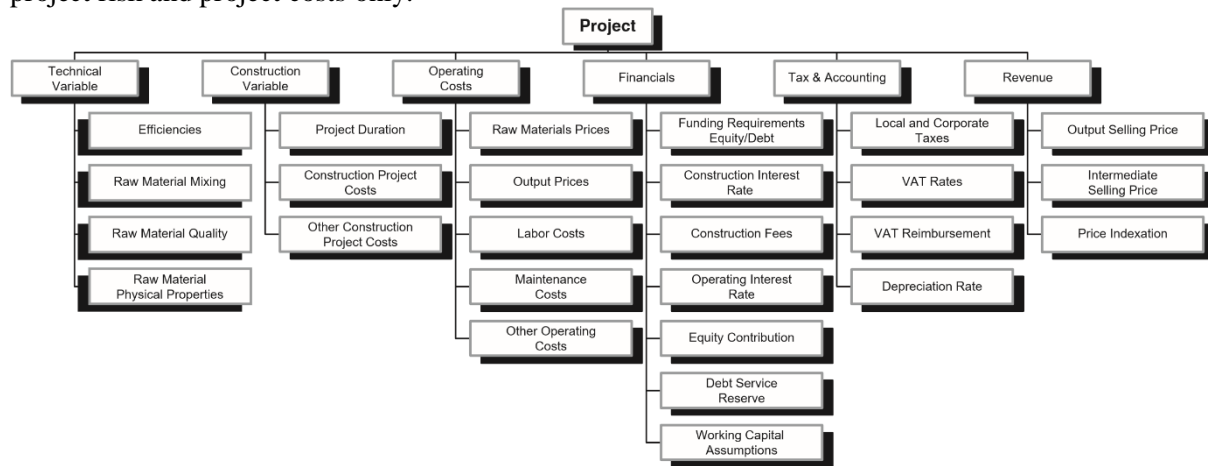 project risk and project costs only.
Project
Technical
Variable
Construction
Variable
Operating
Costs
Financials
Tax & Accounting
Revenue
Efficiencies
Raw Material Mixing
Raw Material Quality
Raw Material
Physical Properties
Project Duration
Construction Project
Costs
Other Construction
Project Costs
Raw Materials Prices
Output Prices
Labor Costs
Maintenance
Costs
Other Operating
Costs
Funding Requirements
Equity/Debt
Construction Interest
Rate
Construction Fees
Operating Interest
Rate
Equity Contribution
Debt Service
Reserve
Working Capital
Assumptions
Local and Corporate
Taxes
VAT Rates
VAT Reimbursement
Depreciation Rate
Output Selling Price
Intermediate
Selling Price
Price Indexation